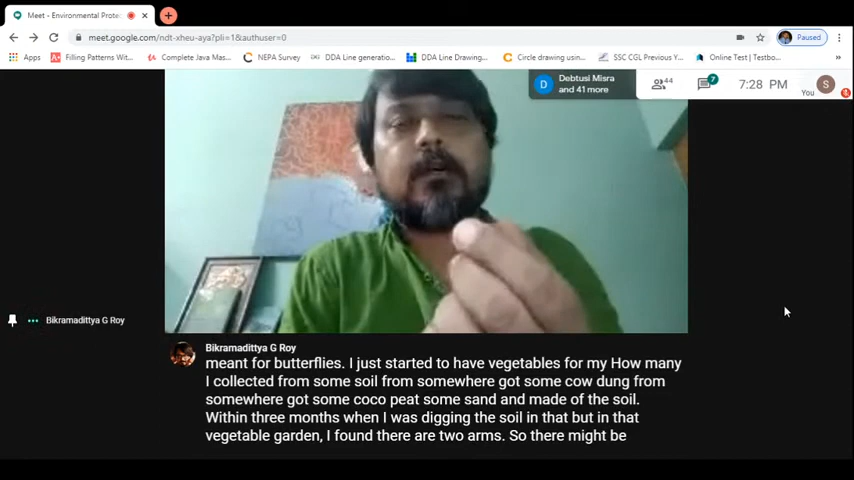 Meet - Environmental Prote
meet.google.com/ndt-xheu-aya?pli=1&authuser=0
Paused
Apps
Filling Patterns Wit...
Complete Java Mas...
NEPA Survey
DDA Line generatio...
DDA Line Drawing...
Circle drawing using...
SSC CGL Previous Y...
Online Test | Testbo...
»
D
Debtusi Misra
and 41 more
44
7
7:28 PM
You
S
Bikramadittya G Roy
Bikramadittya G Roy
meant for butterflies. I just started to have vegetables for my How many
I collected from some soil from somewhere got some cow dung from
somewhere got some coco peat some sand and made of the soil.
Within three months when I was digging the soil in that but in that
vegetable garden, I found there are two arms. So there might be